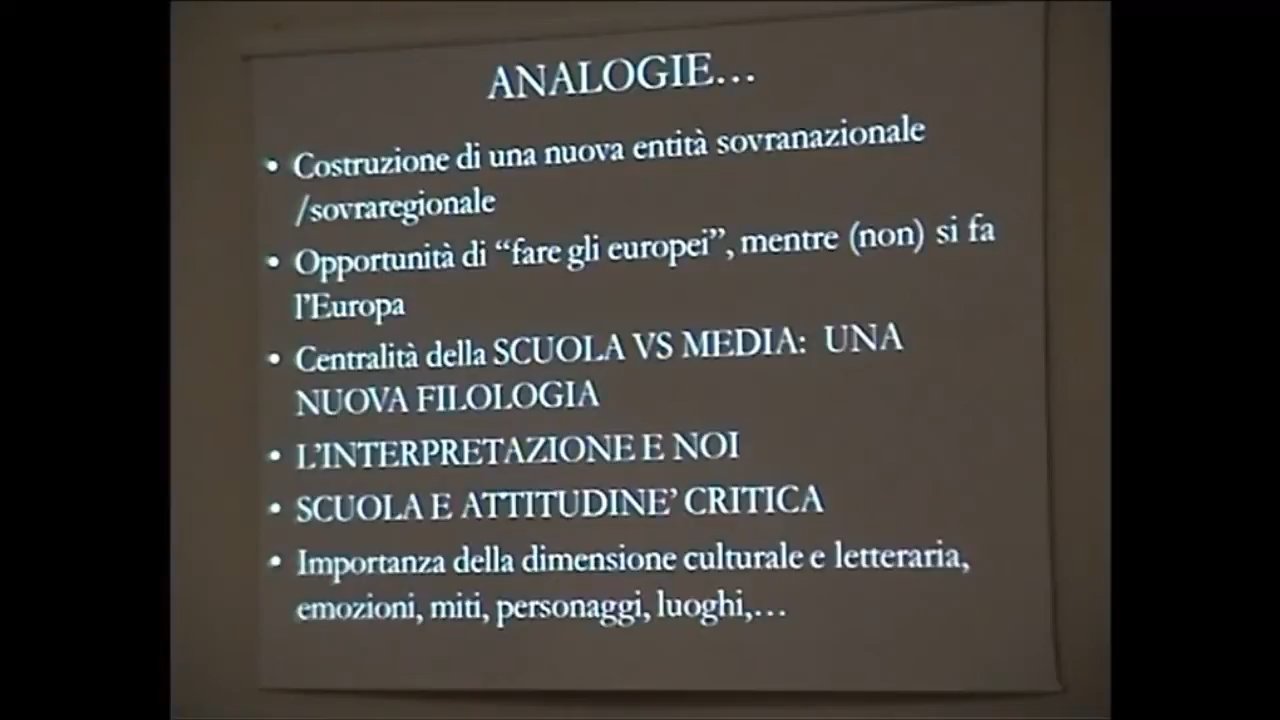 ANALOGIE...
• Costruzione di una nuova entità sovranazionale
/sovraregionale
• Opportunità di “fare gli europei”, mentre (non) si fa
l’Europa
• Centralità della SCUOLA VS MEDIA: UNA
NUOVA FILOLOGIA
• L’INTERPRETAZIONE E NOI
• SCUOLA E ATTITUDINE’ CRITICA
• Importanza della dimensione culturale e letteraria,
emozioni, miti, personaggi, luoghi,...